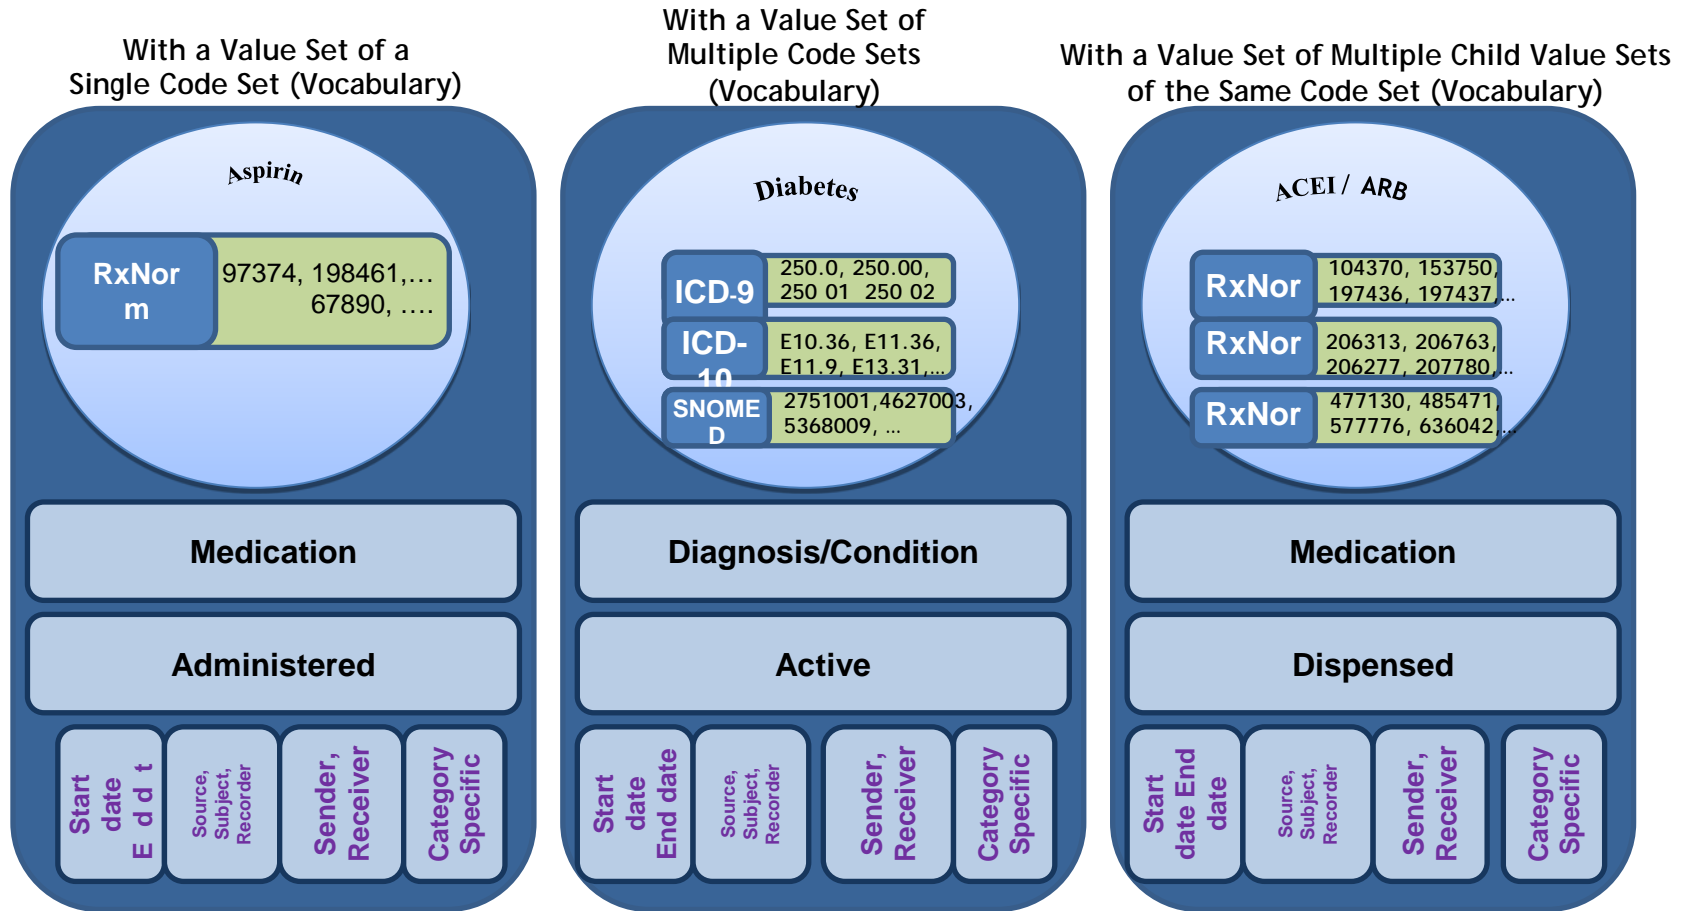 With a Value Set of a
Single Code Set (Vocabulary)
Aspirin
RxNor
m
97374, 198461,…
67890, ….
Medication
Administered
Start
date
E d d t
Source,
Subject,
Recorder
Sender,
Receiver
Category
Specific
With a Value Set of
Multiple Code Sets
(Vocabulary)
Diabetes
ICD-9
250.0, 250.00,
250 01 250 02
ICD-
10
E10.36, E11.36,
E11.9, E13.31,…
SNOME
D
2751001,4627003,
5368009, …
Diagnosis/Condition
Active
Start
date
End date
Source,
Subject,
Recorder
Sender,
Receiver
Category
Specific
With a Value Set of Multiple Child Value Sets
of the Same Code Set (Vocabulary)
ACEI / ARB
RxNor
104370, 153750,
197436, 197437,…
RxNor
206313, 206763,
206277, 207780,…
RxNor
477130, 485471,
577776, 636042,…
Medication
Dispensed
Start
date End
date
Source,
Subject,
Recorder
Sender,
Receiver
Category
Specific